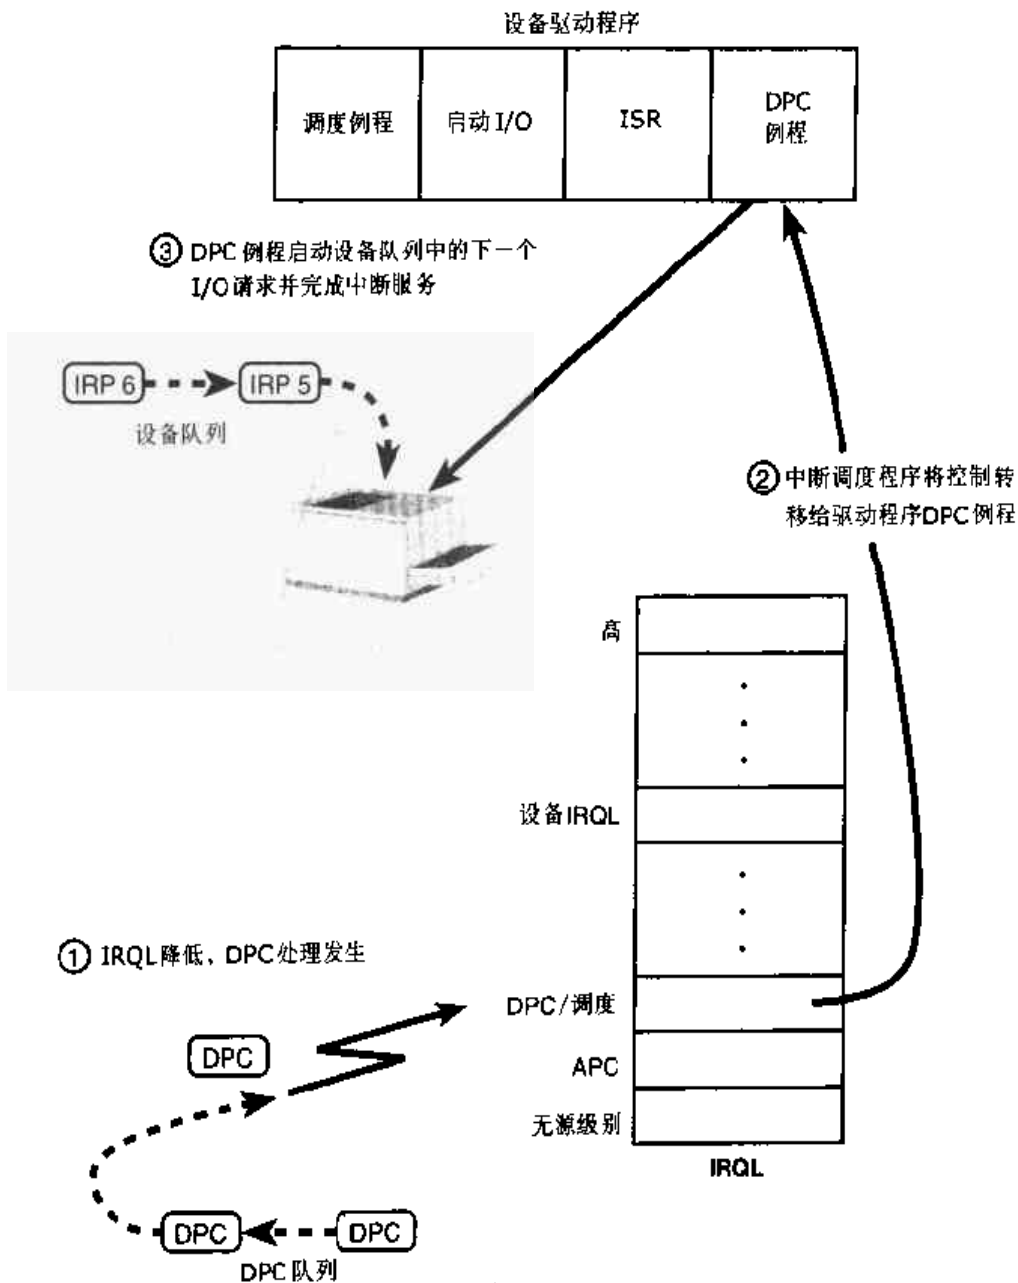 设备驱动程序
调度例程
启动I/O
ISR
DPC
例程
③ DPC 例程启动设备队列中的下一个
I/O请求并完成中断服务
IRP 6
IRP 5
设备队列
② 中断调度程序将控制转
移给驱动程序DPC例程
高
设备IRQL
① IRQL降低、DPC处理发生
DPC/调度
DPC
APC
无源级别
IRQL
DPC
DPC
DPC 队列